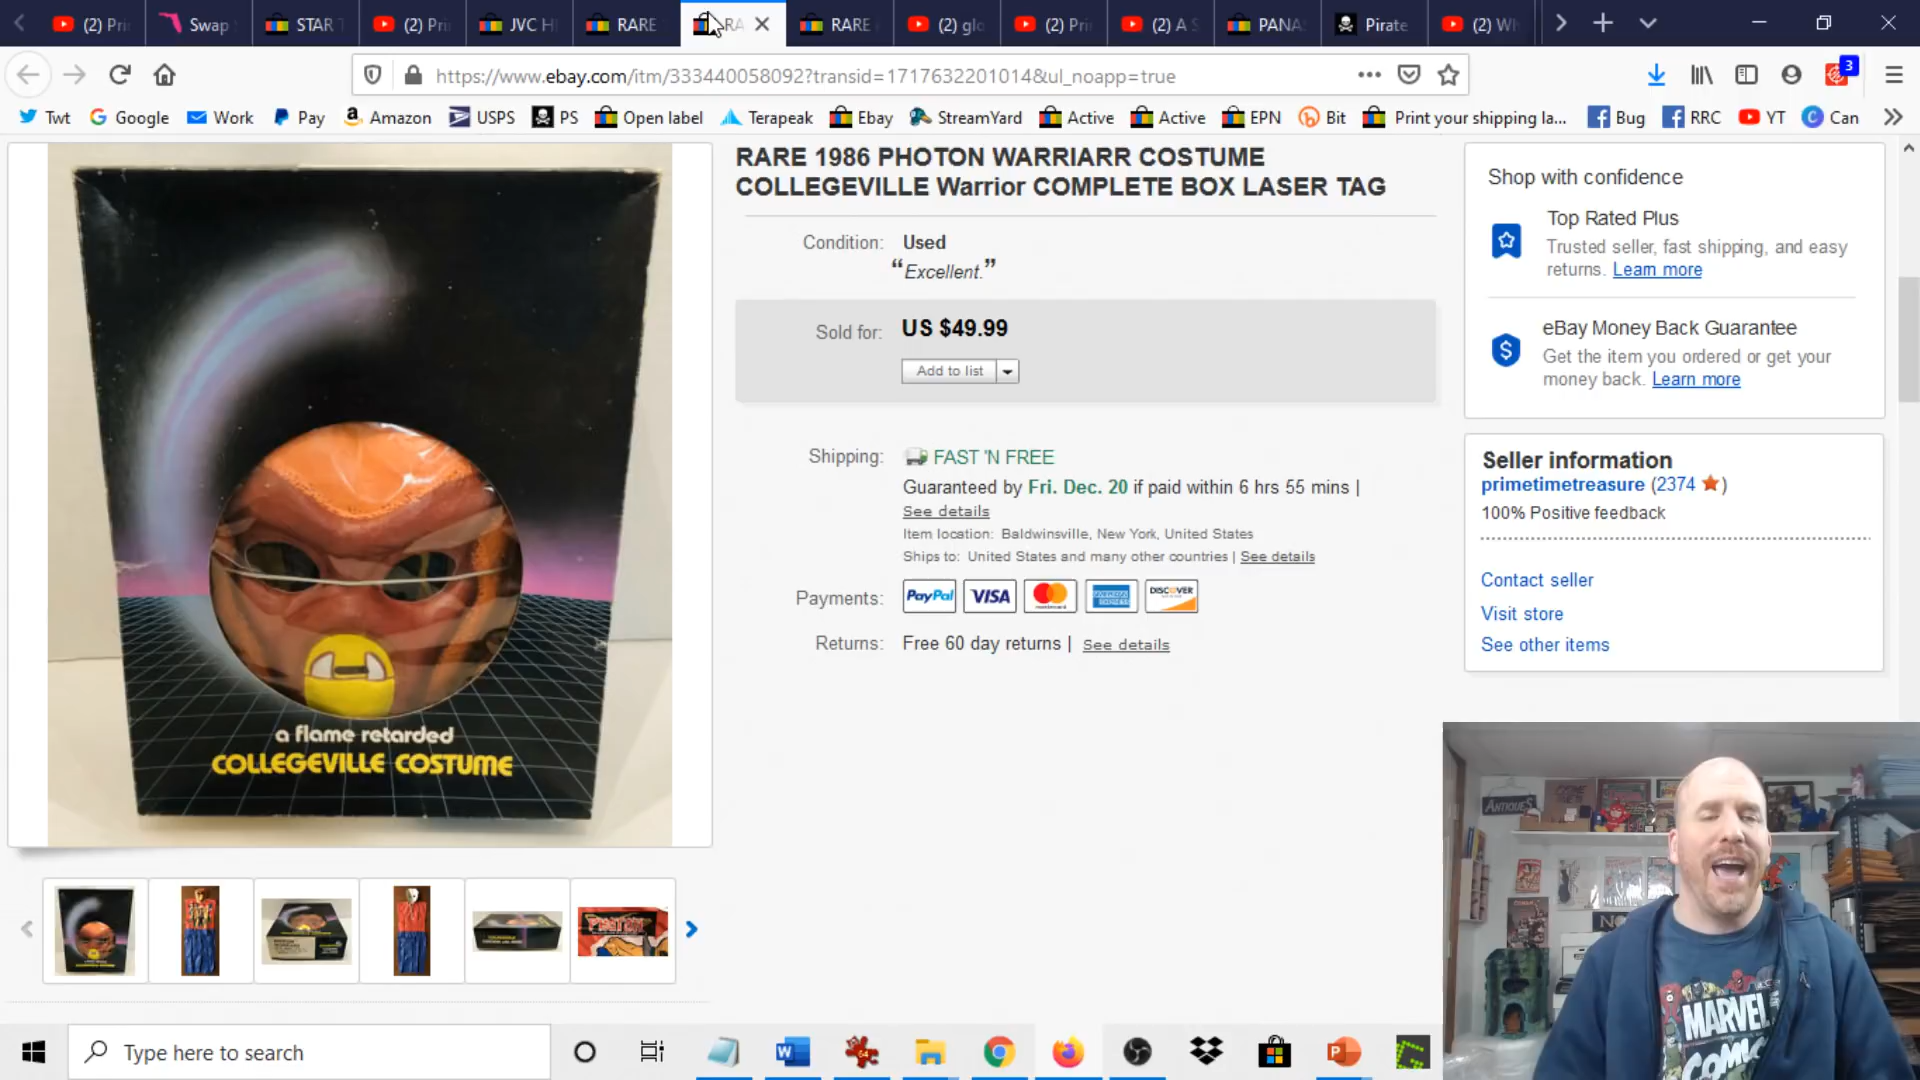 (2) Pri
Swap
STAR T
(2) Pri
JVC H
RARE
RA
RARE
(2) glo
(2) Pri
(2) A S
PANA
Pirate
(2) Wh
https://www.ebay.com/itm/333440058092?transid=1717632201014&ul_noapp=true
3
Twt
Google
Work
Pay
Amazon
USPS
PS
Open label
Terapeak
Ebay
StreamYard
Active
Active
EPN
Bit
Print your shipping la...
Bug
RRC
YT
Can
RARE 1986 PHOTON WARRIARR COSTUME
COLLEGEVILLE Warrior COMPLETE BOX LASER TAG
Condition: Used
“Excellent.”
Sold for: US $49.99
Add to list
Shipping: FAST 'N FREE
Guaranteed by Fri. Dec. 20 if paid within 6 hrs 55 mins |
See details
Item location: Baldwinsville, New York, United States
Ships to: United States and many other countries | See details
Payments: PayPal VISA mastercard AMERICAN EXPRESS DISCOVER
Returns: Free 60 day returns | See details
Shop with confidence
Top Rated Plus
Trusted seller, fast shipping, and easy
returns. Learn more
eBay Money Back Guarantee
Get the item you ordered or get your
money back. Learn more
Seller information
primetimetreasure (2374 )
100% Positive feedback
Contact seller
Visit store
See other items
a flame retarded
COLLEGEVILLE COSTUME
PHOTON
ANTIQUES
MARVEL
COMICS
Type here to search